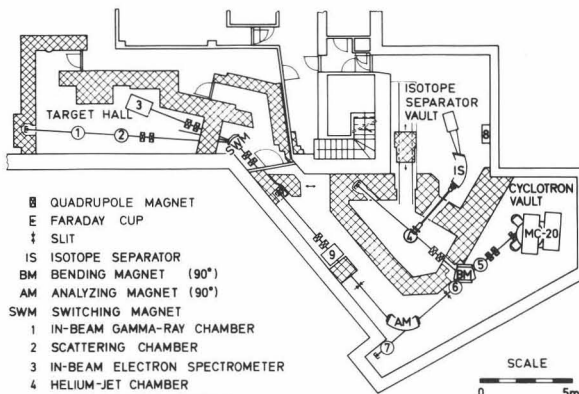 TARGET HALL
3
1
2
SWM
ISOTOPE
SEPARATOR
VAULT
8
IS
CYCLOTRON
VAULT
MC-20
4
5
BM
6
9
AM
7
QUADRUPOLE MAGNET
E FARADAY CUP
SLIT
IS ISOTOPE SEPARATOR
BM BENDING MAGNET (90°)
AM ANALYZING MAGNET (90°)
SWM SWITCHING MAGNET
1 IN-BEAM GAMMA-RAY CHAMBER
2 SCATTERING CHAMBER
3 IN-BEAM ELECTRON SPECTROMETER
4 HELIUM-JET CHAMBER
SCALE
0 5m